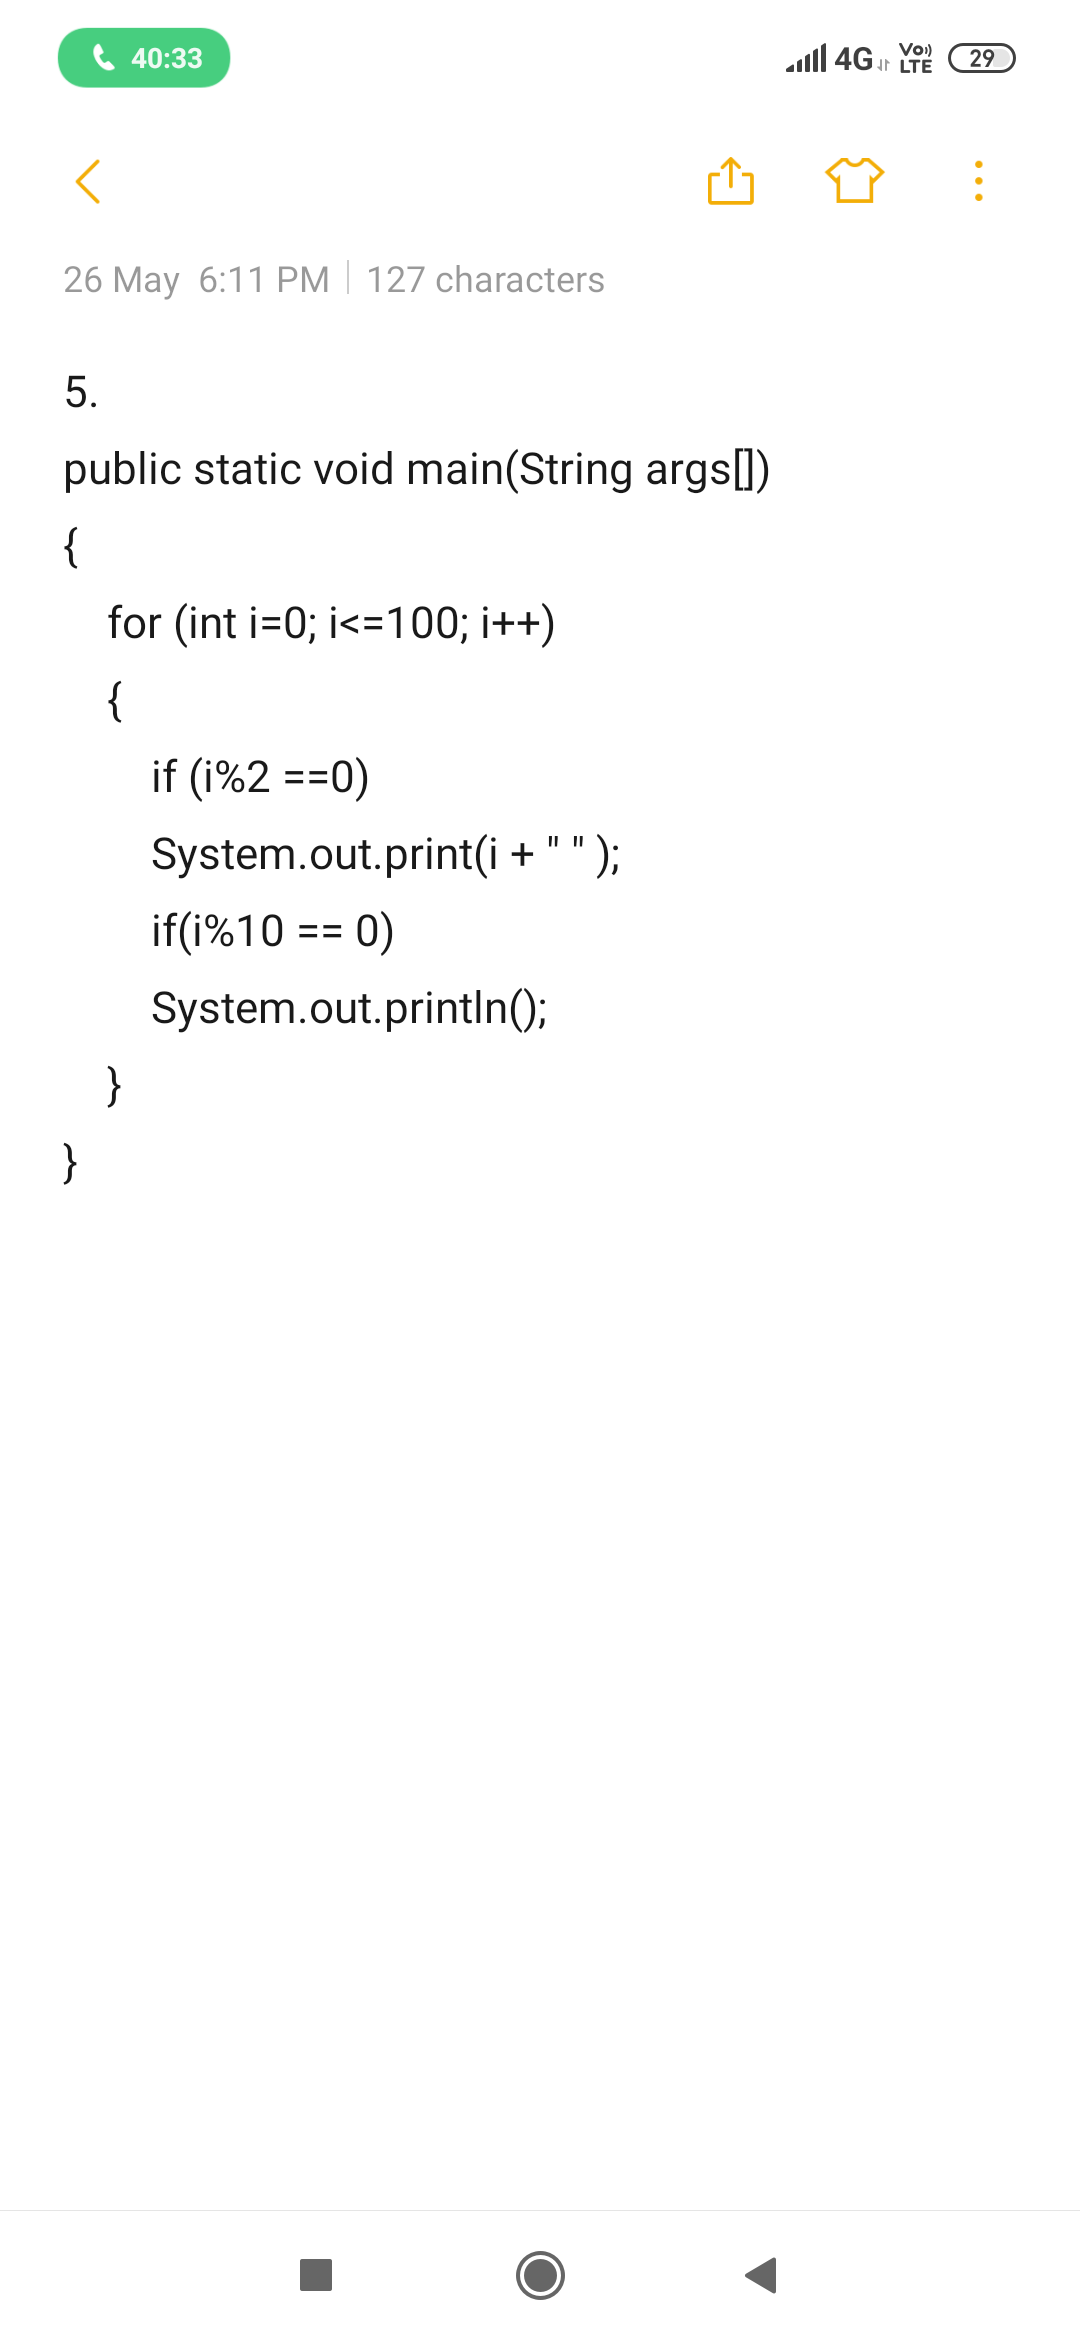 40:33 4G Vo) LTE 29
26 May 6:11 PM | 127 characters
5.
public static void main(String args[])
{
for (int i=0; i<=100; i++)
{
if (i%2 ==0)
System.out.print(i + " " );
if(i%10 == 0)
System.out.println();
}
}